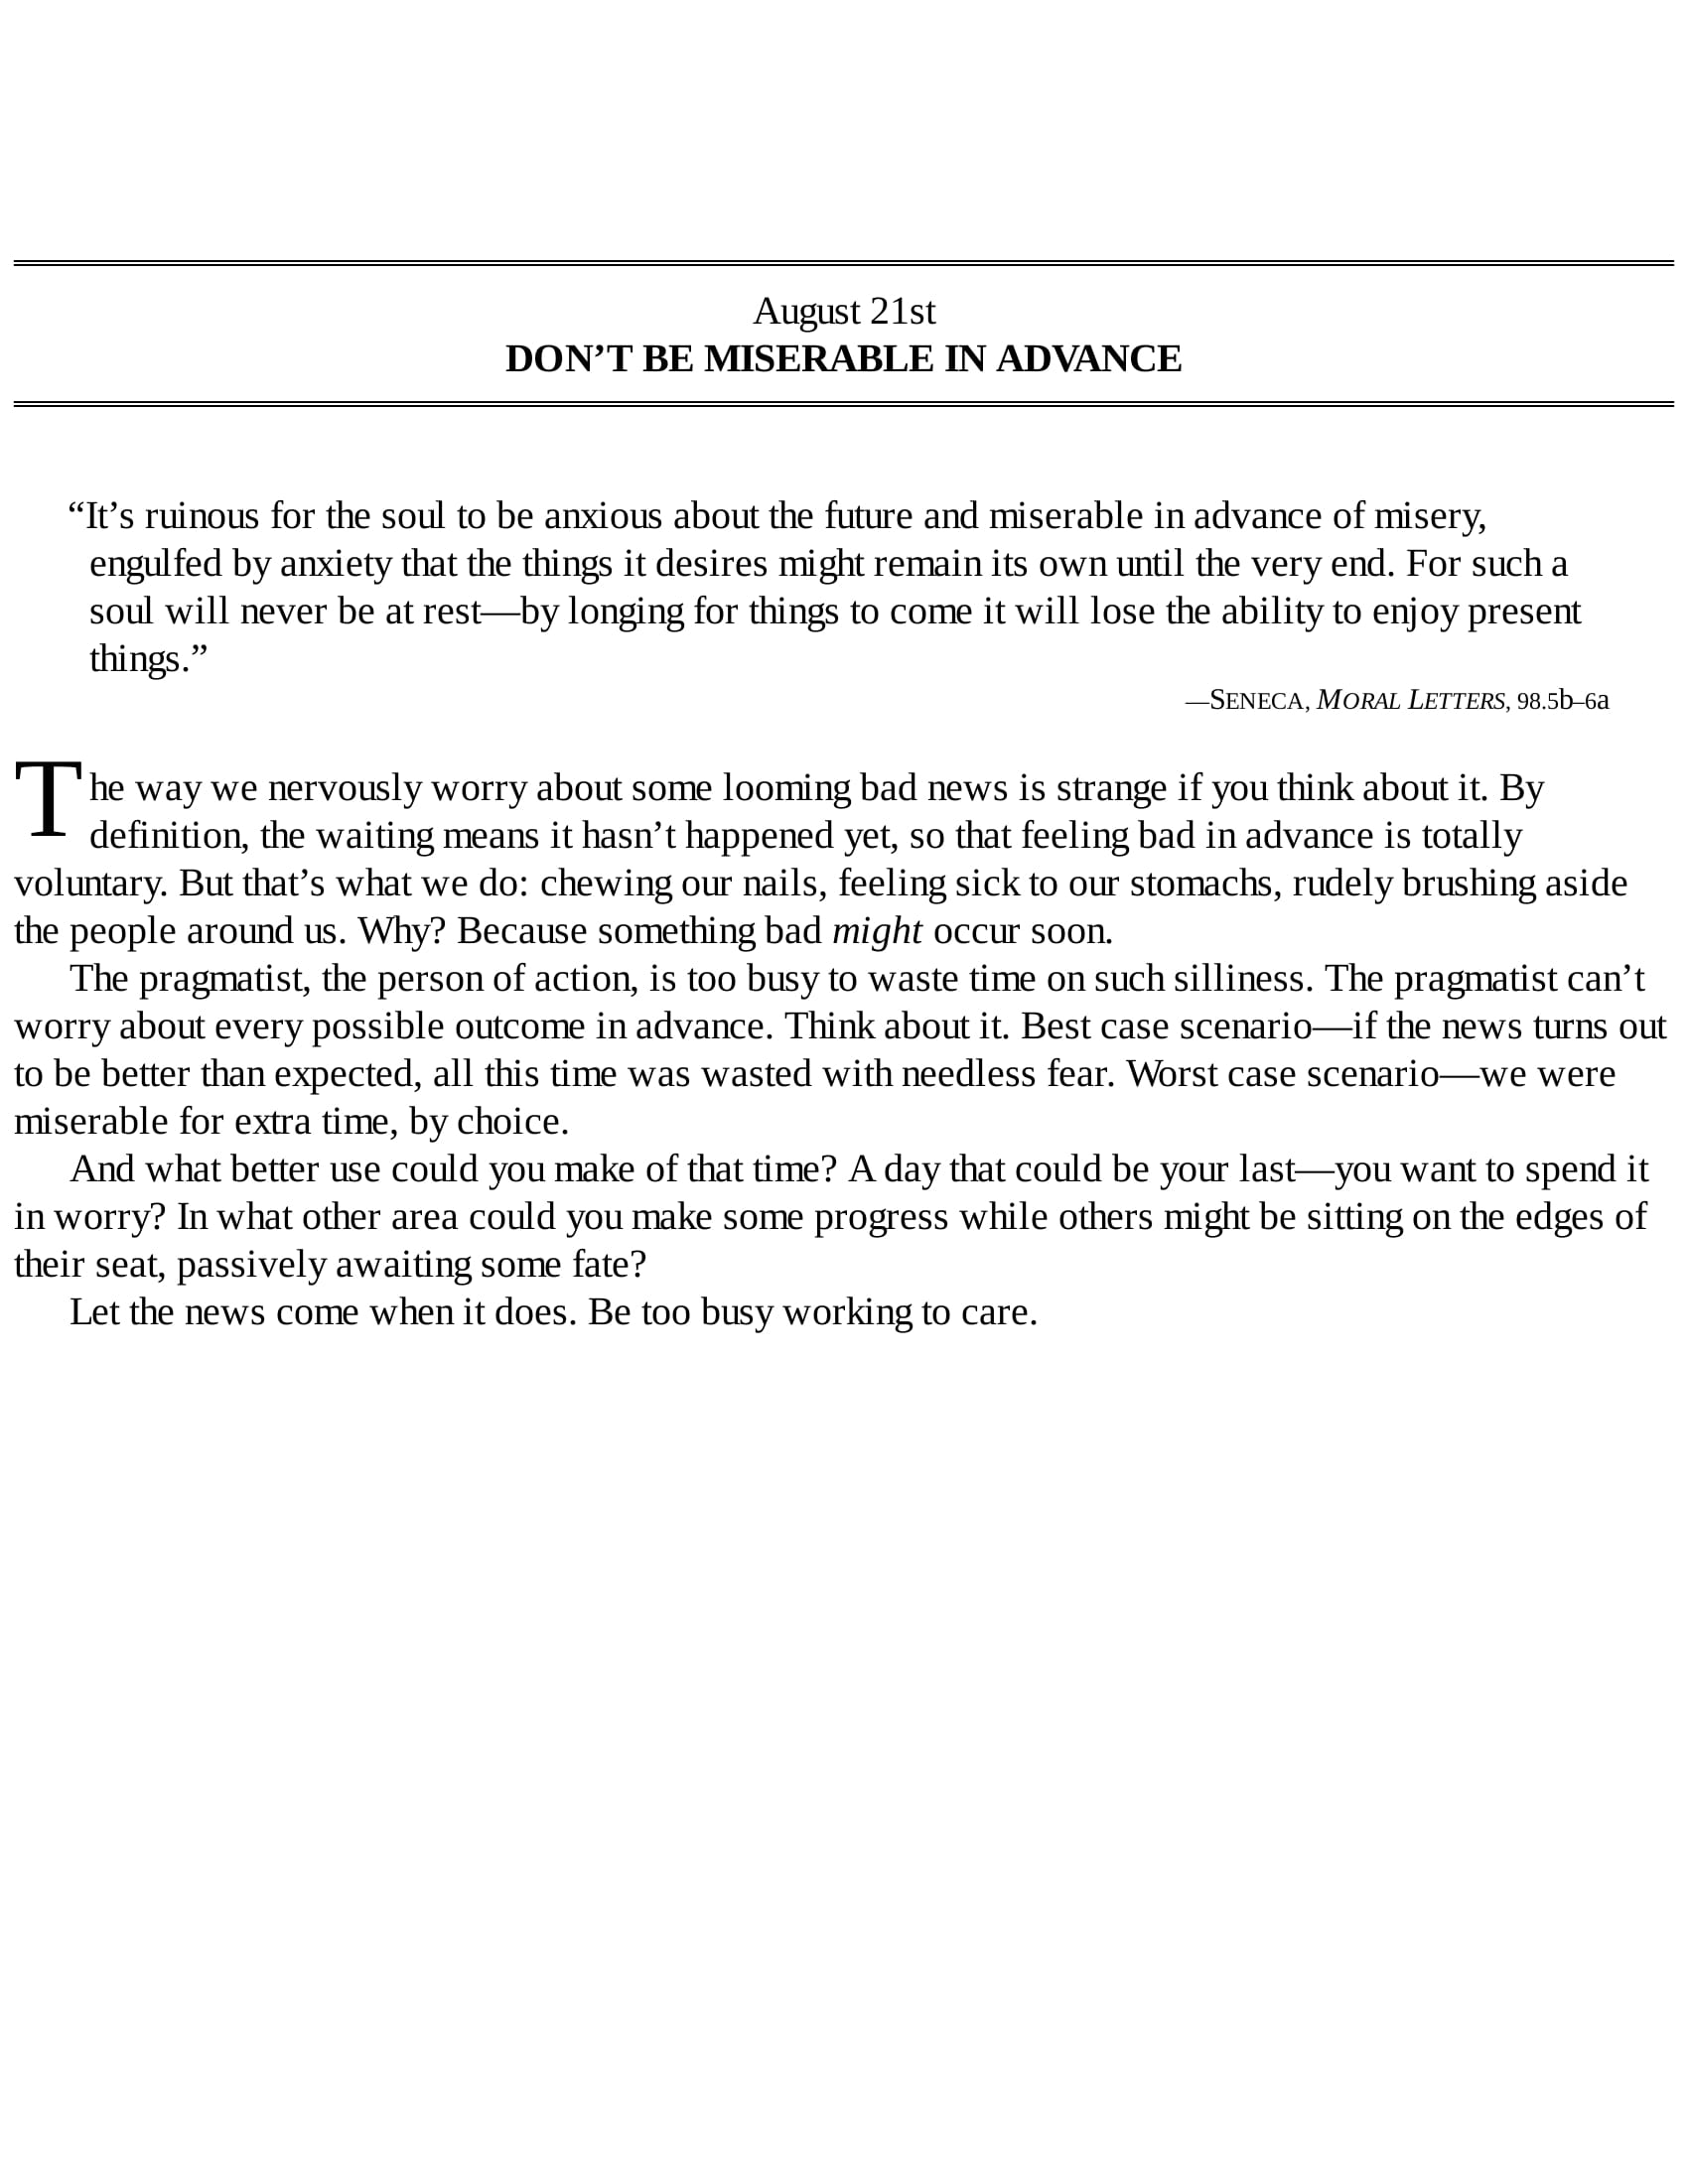 August 21st
DON’T BE MISERABLE IN ADVANCE
“It’s ruinous for the soul to be anxious about the future and miserable in advance of misery,
engulfed by anxiety that the things it desires might remain its own until the very end. For such a
soul will never be at rest—by longing for things to come it will lose the ability to enjoy present
things.”
—SENECA, MORAL LETTERS, 98.5b–6a
The way we nervously worry about some looming bad news is strange if you think about it. By
definition, the waiting means it hasn’t happened yet, so that feeling bad in advance is totally
voluntary. But that’s what we do: chewing our nails, feeling sick to our stomachs, rudely brushing aside
the people around us. Why? Because something bad might occur soon.
The pragmatist, the person of action, is too busy to waste time on such silliness. The pragmatist can’t
worry about every possible outcome in advance. Think about it. Best case scenario—if the news turns out
to be better than expected, all this time was wasted with needless fear. Worst case scenario—we were
miserable for extra time, by choice.
And what better use could you make of that time? A day that could be your last—you want to spend it
in worry? In what other area could you make some progress while others might be sitting on the edges of
their seat, passively awaiting some fate?
Let the news come when it does. Be too busy working to care.